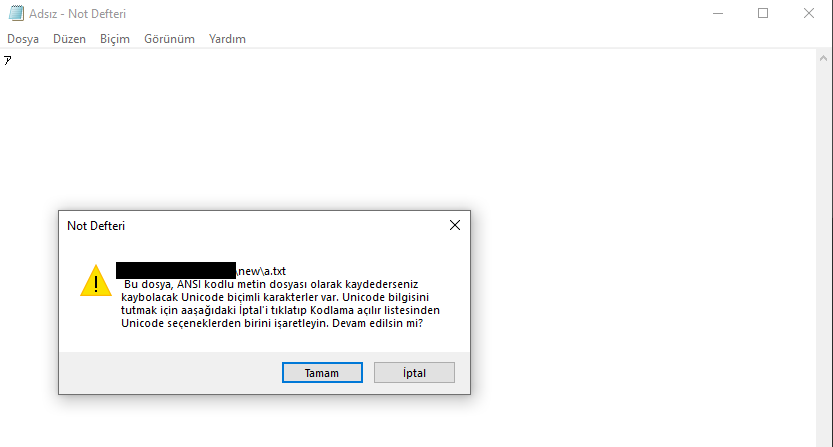 Adsız - Not Defteri
Dosya Düzen Biçim Görünüm Yardım
ア
Not Defteri
\new\a.txt
Bu dosya, ANSI kodlu metin dosyası olarak kaydederseniz
kaybolacak Unicode biçimli karakterler var. Unicode bilgisini
tutmak için aaşağıdaki İptal'i tıklatıp Kodlama açılır listesinden
Unicode seçeneklerden birini işaretleyin. Devam edilsin mi?
Tamam İptal